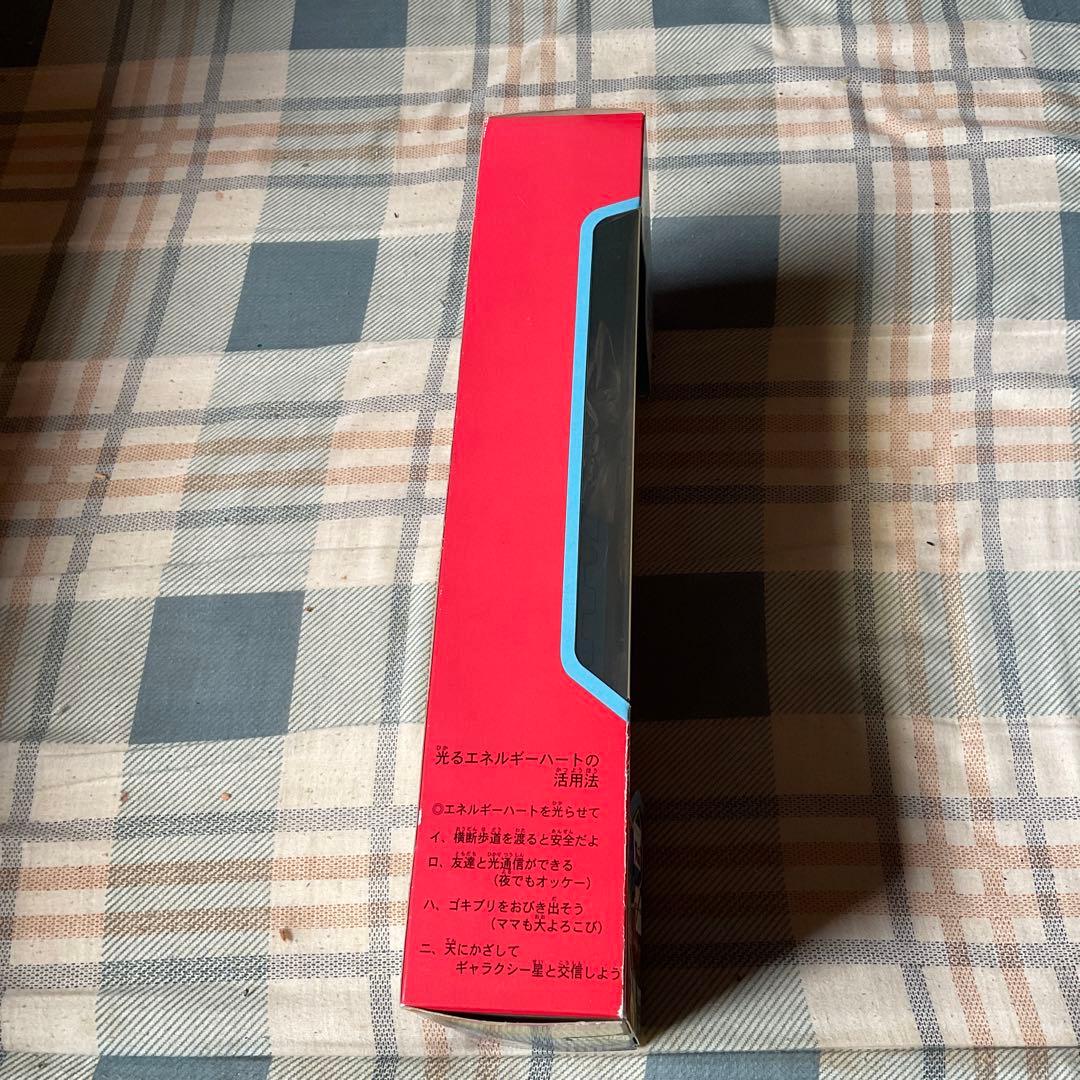 光るエネルギーハートの
活用法
◎エネルギーハートを光らせて
イ、横断歩道を渡ると安全だよ
ロ、友達と光通信ができる
(夜でもオッケー)
ハ、ゴキブリをおびき出そう
(ママも大よろこび)
ニ、天にかざして
ギャラクシー星と交信しよう